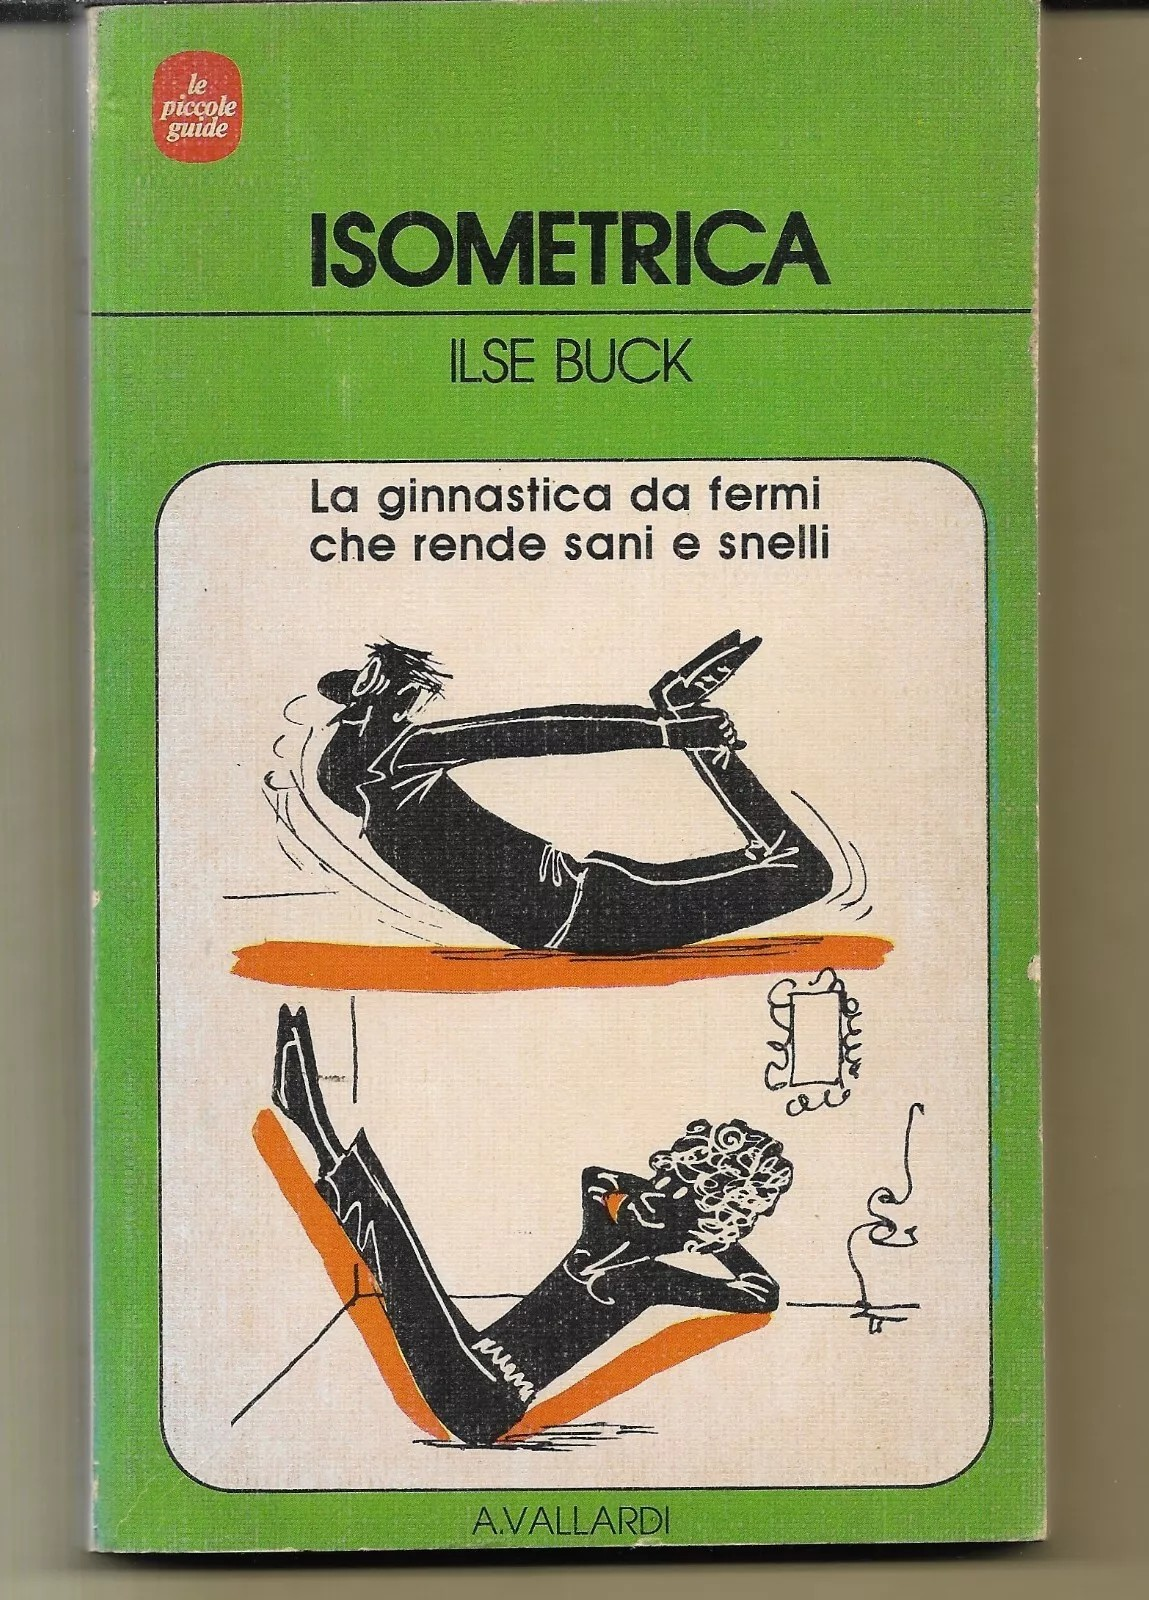 le
piccole
guide
ISOMETRICA
ILSE BUCK
La ginnastica da fermi
che rende sani e snelli
A.VALLARDI